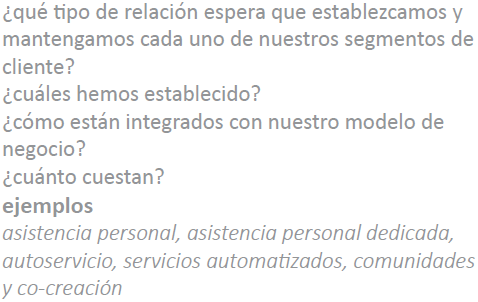 ¿qué tipo de relación espera que establezcamos y
mantengamos cada uno de nuestros segmentos de
cliente?
¿cuáles hemos establecido?
¿cómo están integrados con nuestro modelo de
negocio?
¿cuánto cuestan?
ejemplos
asistencia personal, asistencia personal dedicada,
autoservicio, servicios automatizados, comunidades
y co-creación